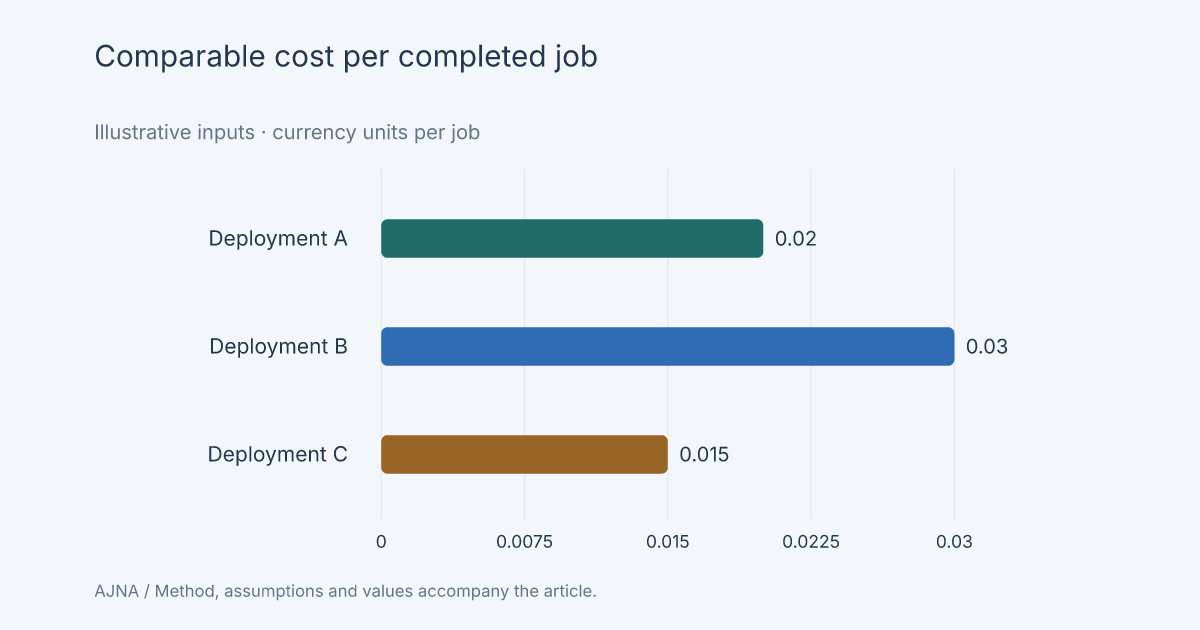 Comparable cost per completed job
Illustrative inputs · currency units per job
Deployment A 0.02
Deployment B 0.03
Deployment C 0.015
0 0.0075 0.015 0.0225 0.03
AJNA / Method, assumptions and values accompany the article.